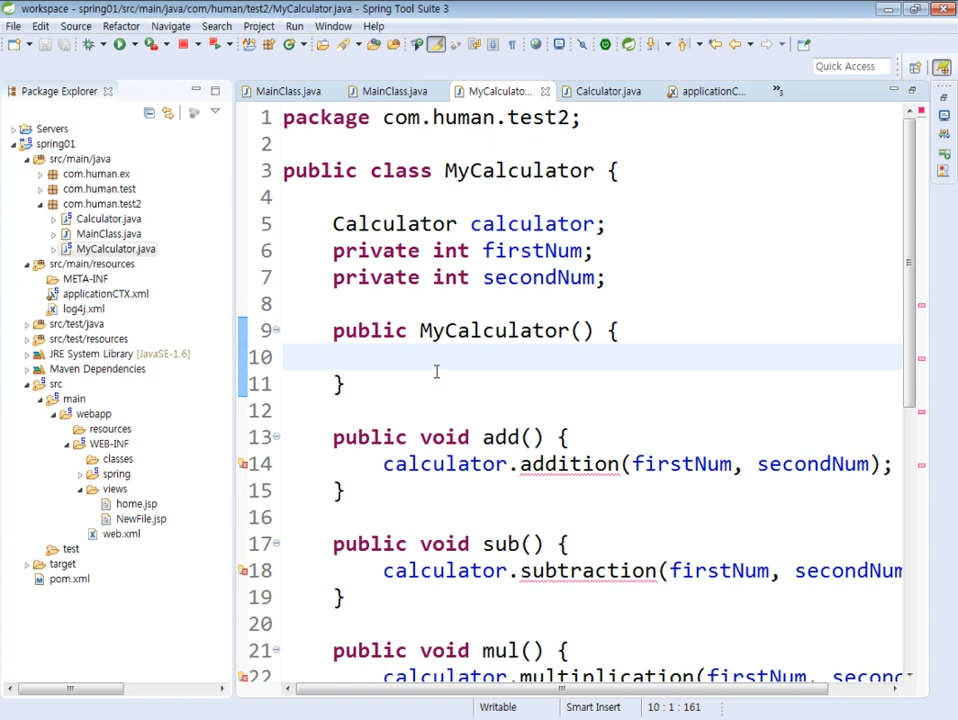 workspace - spring01/src/main/java/com/human/test2/MyCalculator.java - Spring Tool Suite 3
File Edit Source Refactor Navigate Search Project Run Window Help
Quick Access
Package Explorer
MainClass.java MainClass.java MyCalculato... Calculator.java applicationC... »3
Servers
spring01
src/main/java
com.human.ex
com.human.test
com.human.test2
Calculator.java
MainClass.java
MyCalculator.java
src/main/resources
META-INF
applicationCTX.xml
log4j.xml
src/test/java
src/test/resources
JRE System Library [JavaSE-1.6]
Maven Dependencies
src
main
webapp
resources
WEB-INF
classes
spring
views
home.jsp
NewFile.jsp
web.xml
test
target
pom.xml
1 package com.human.test2;
2
3 public class MyCalculator {
4
5 Calculator calculator;
6 private int firstNum;
7 private int secondNum;
8
9 public MyCalculator() {
10
11 }
12
13 public void add() {
14 calculator.addition(firstNum, secondNum);
15 }
16
17 public void sub() {
18 calculator.subtraction(firstNum, secondNum
19 }
20
21 public void mul() {
22 calculator.multiplication(firstNum, secon
Writable Smart Insert 10 : 1 : 161